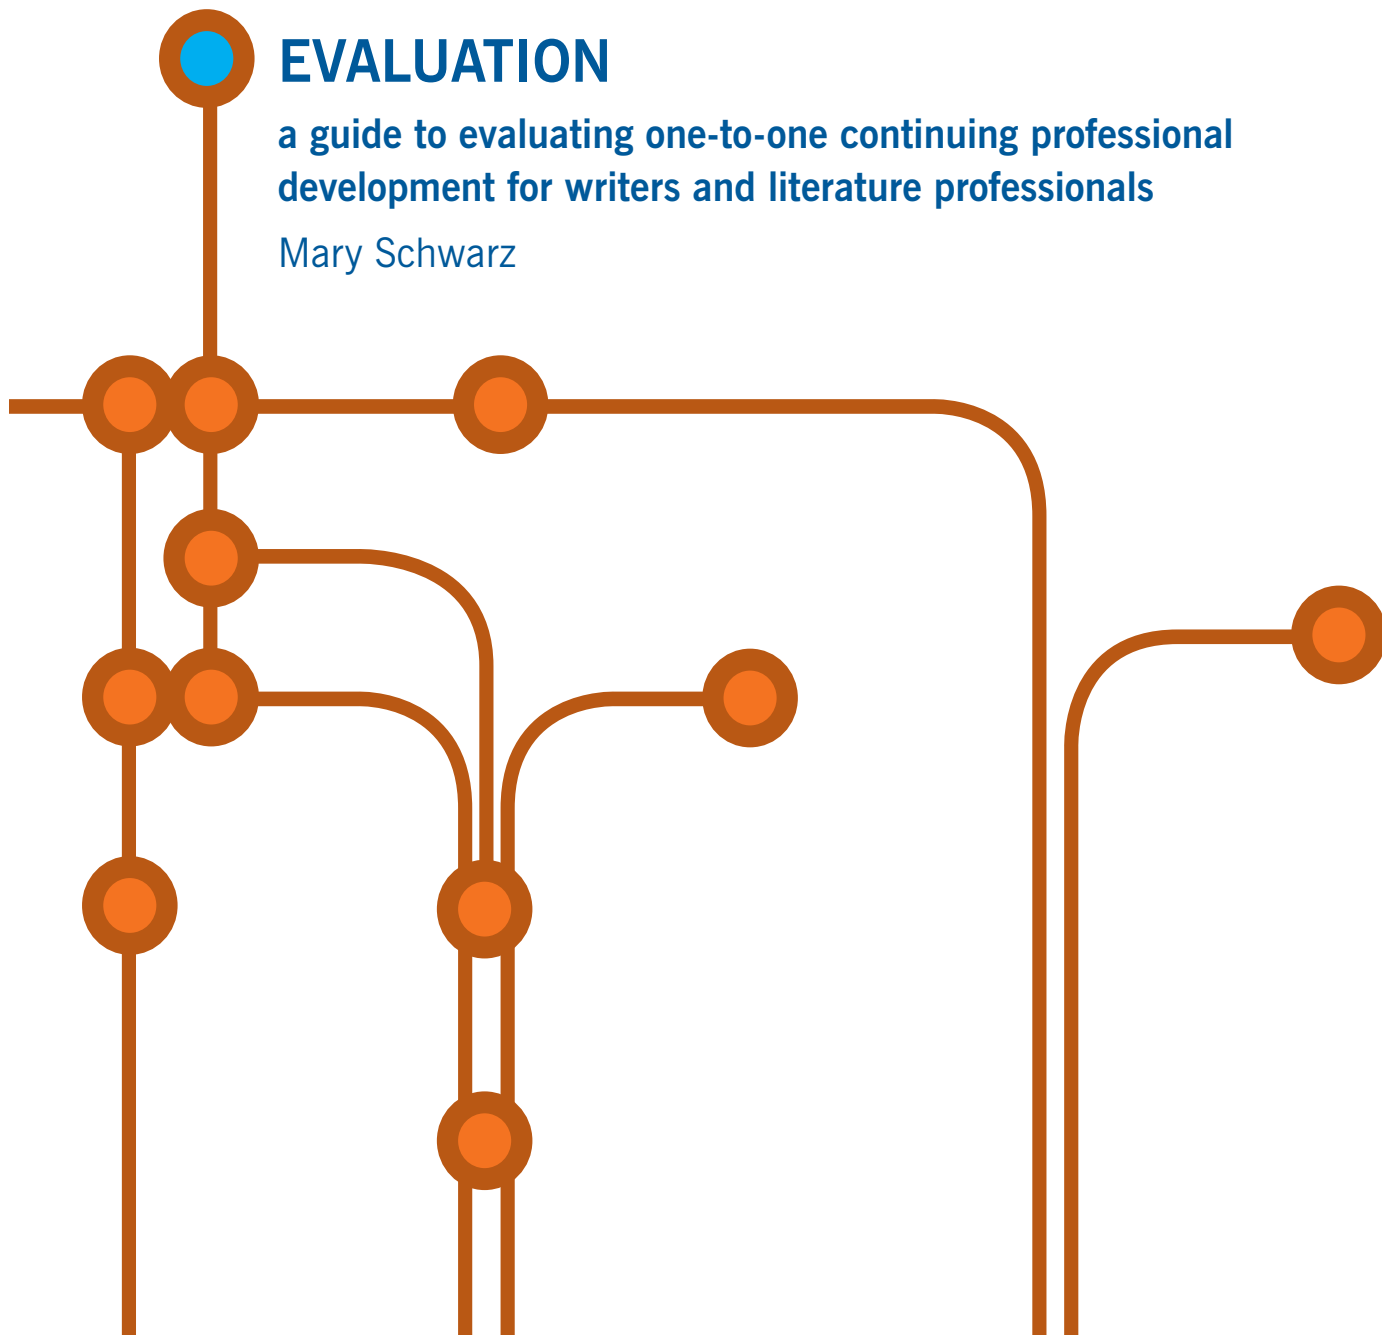 EVALUATION
a guide to evaluating one-to-one continuing professional
development for writers and literature professionals
Mary Schwarz